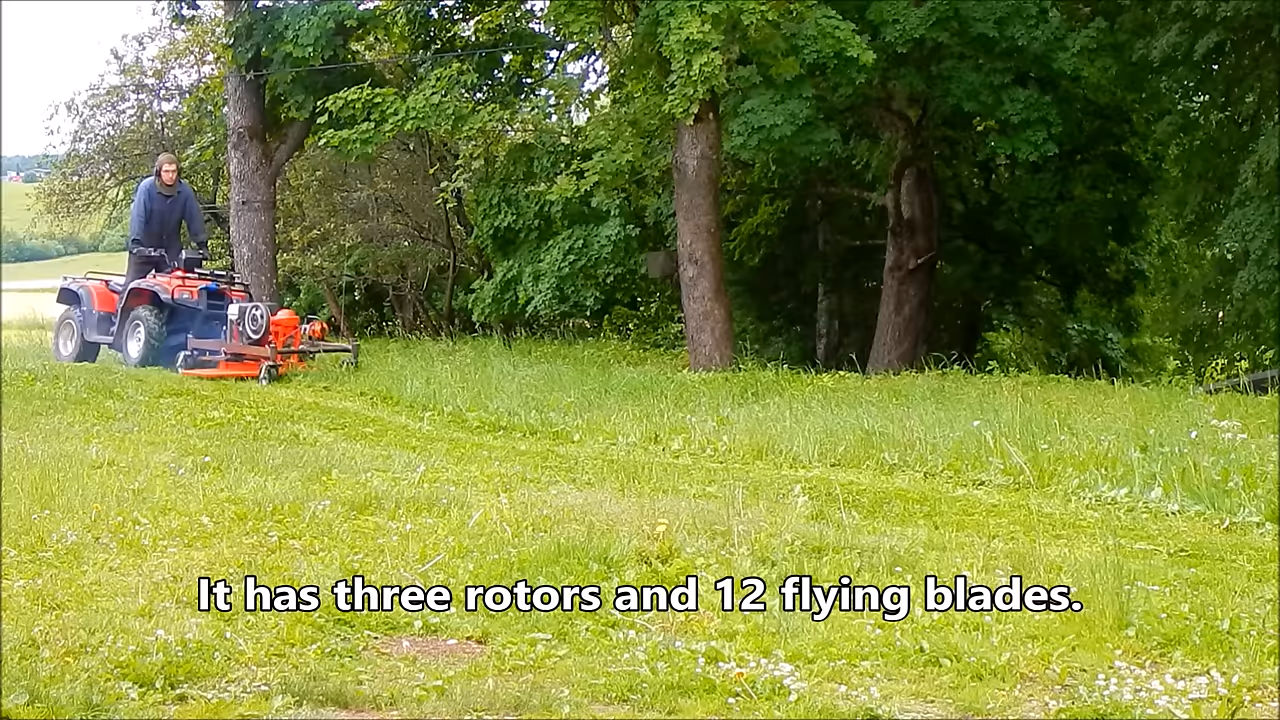 It has three rotors and 12 flying blades.